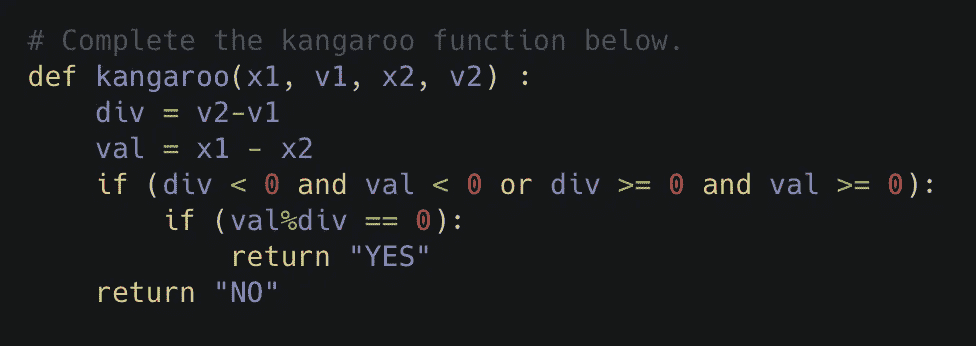 # Complete the kangaroo function below.
def kangaroo(x1, v1, x2, v2) :
    div = v2-v1
    val = x1 - x2
    if (div < 0 and val < 0 or div >= 0 and val >= 0):
        if (val%div == 0):
            return "YES"
    return "NO"